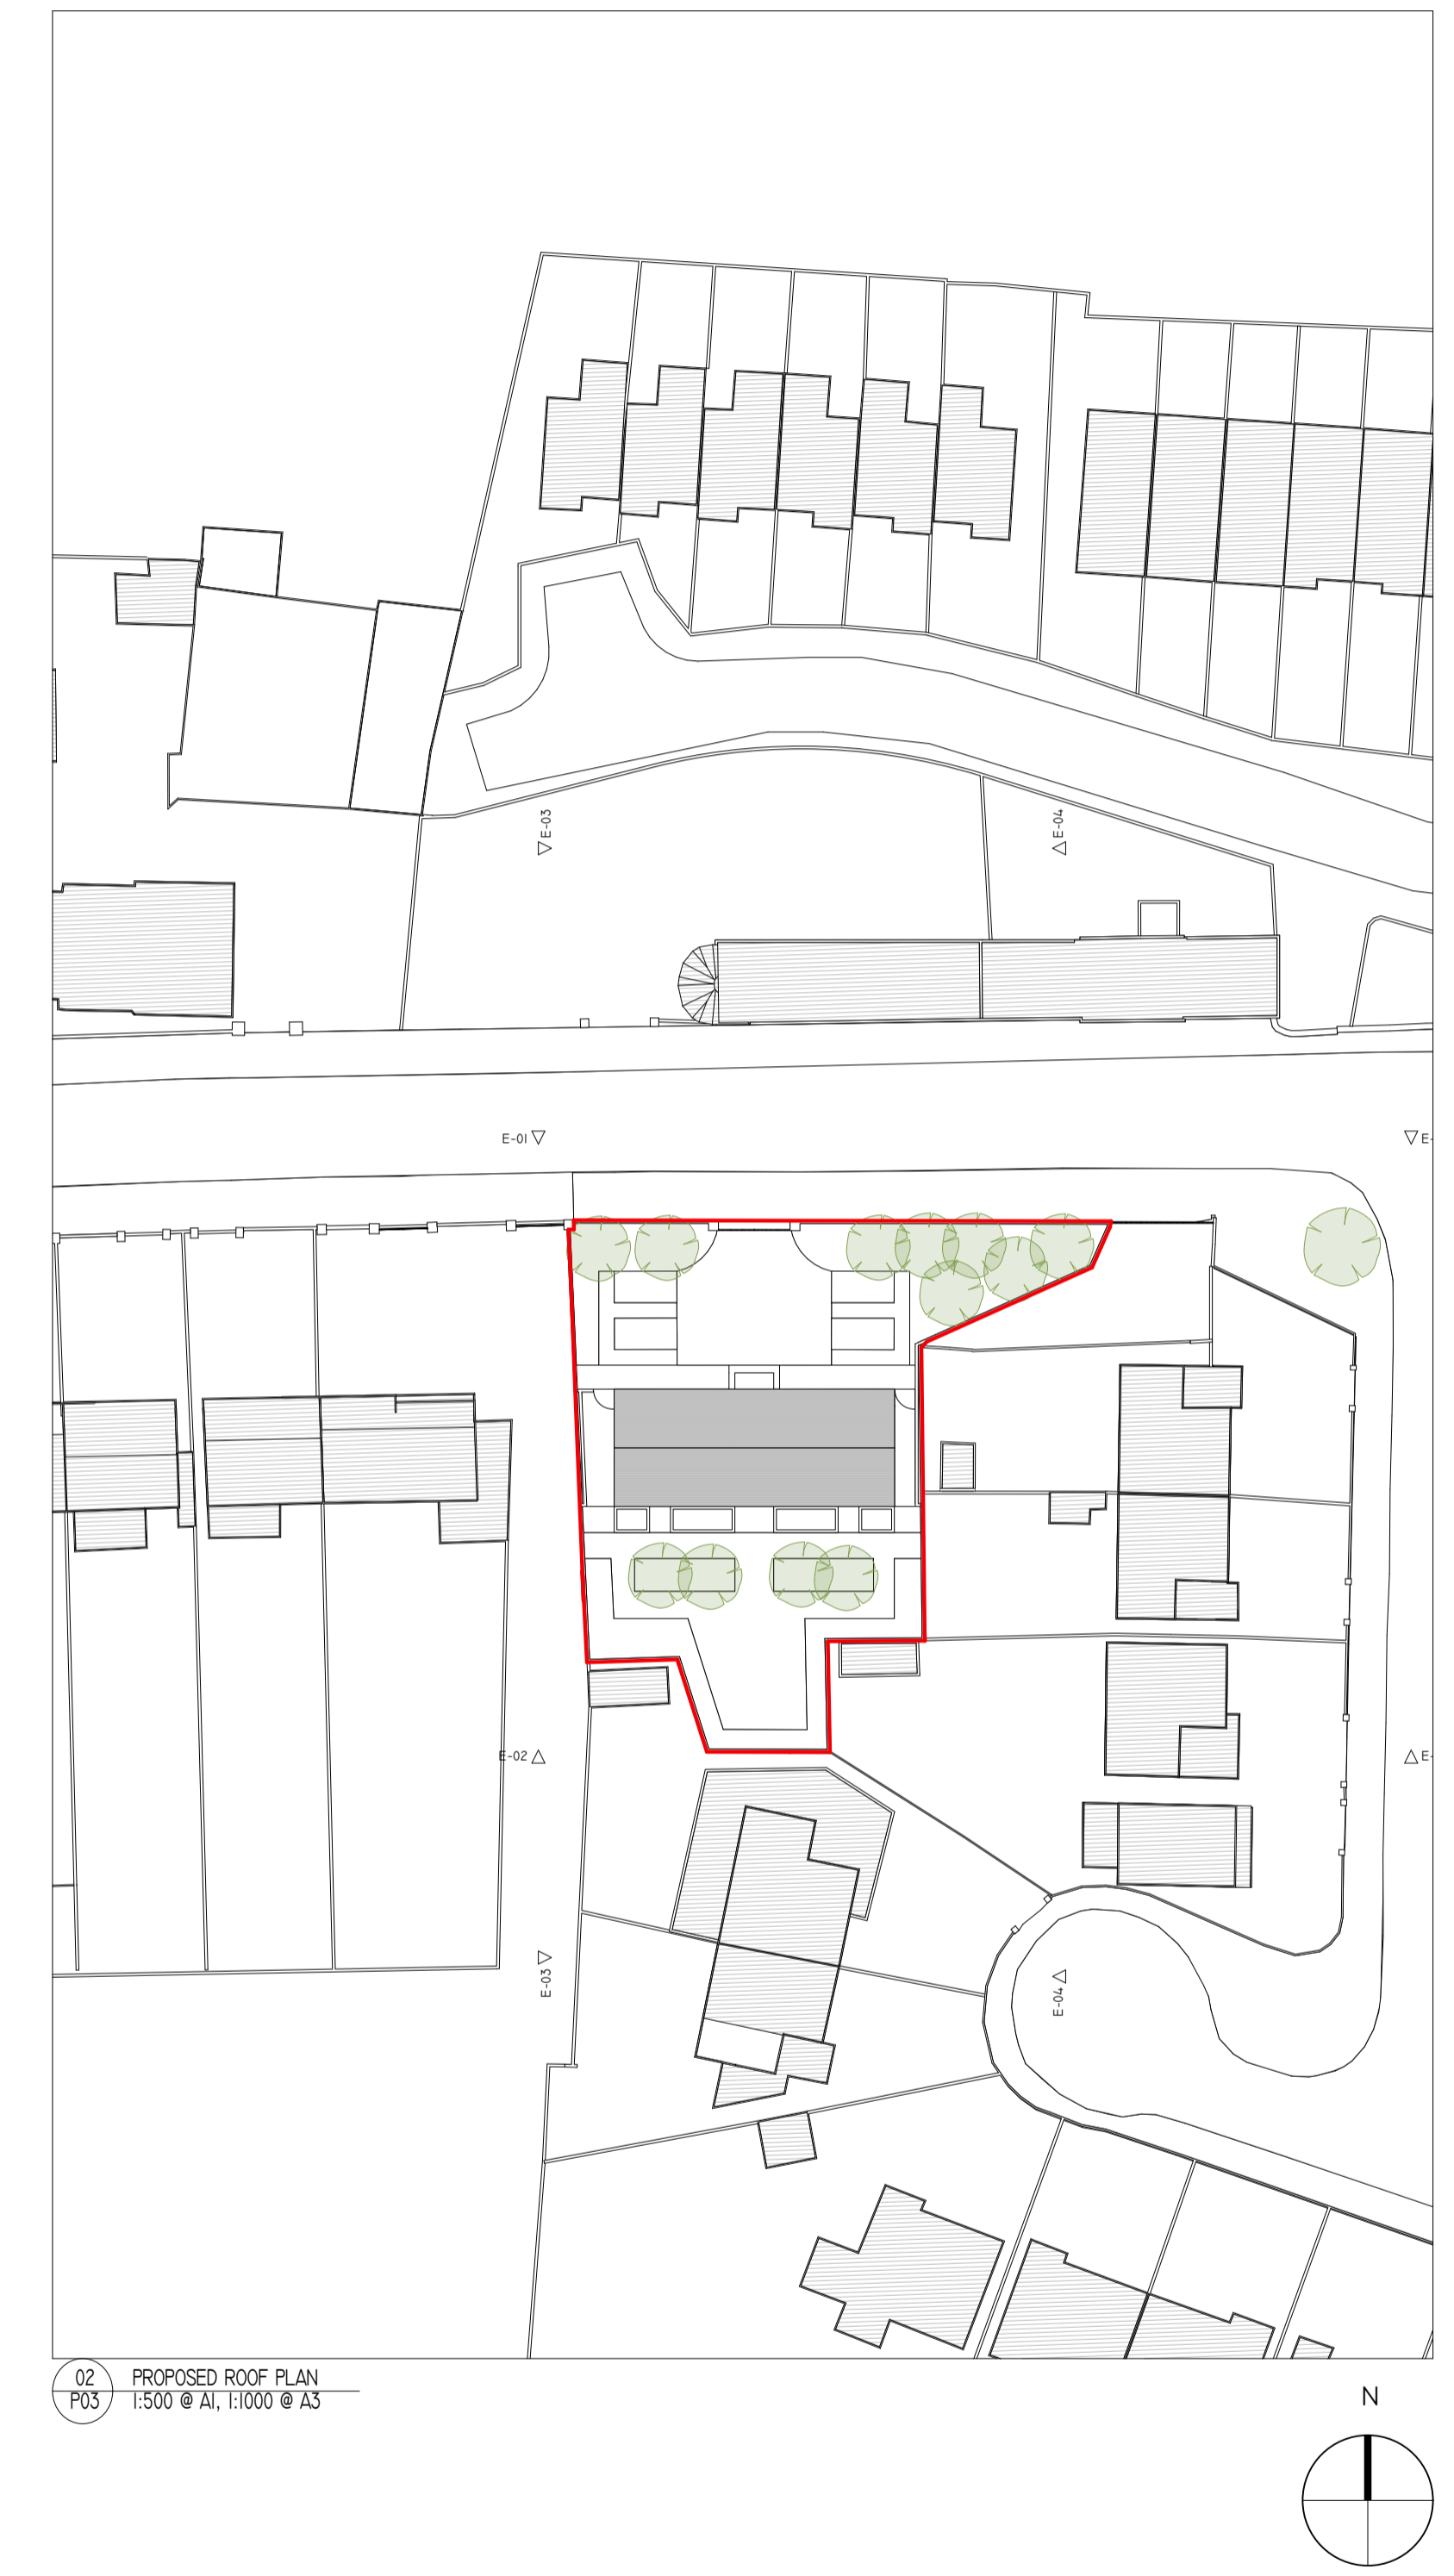 E-03
E-04
E-01
E-
E-02
E-
E-03
E-04
02
P03
PROPOSED ROOF PLAN
1:500 @ A1, 1:1000 @ A3
N